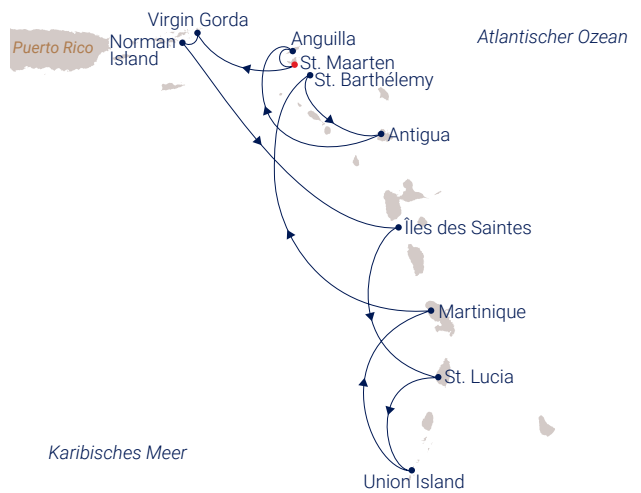 Virgin Gorda
Anguilla
Atlantischer Ozean
Puerto Rico
Norman
Island
St. Maarten
St. Barthélemy
Antigua
Îles des Saintes
Martinique
St. Lucia
Karibisches Meer
Union Island